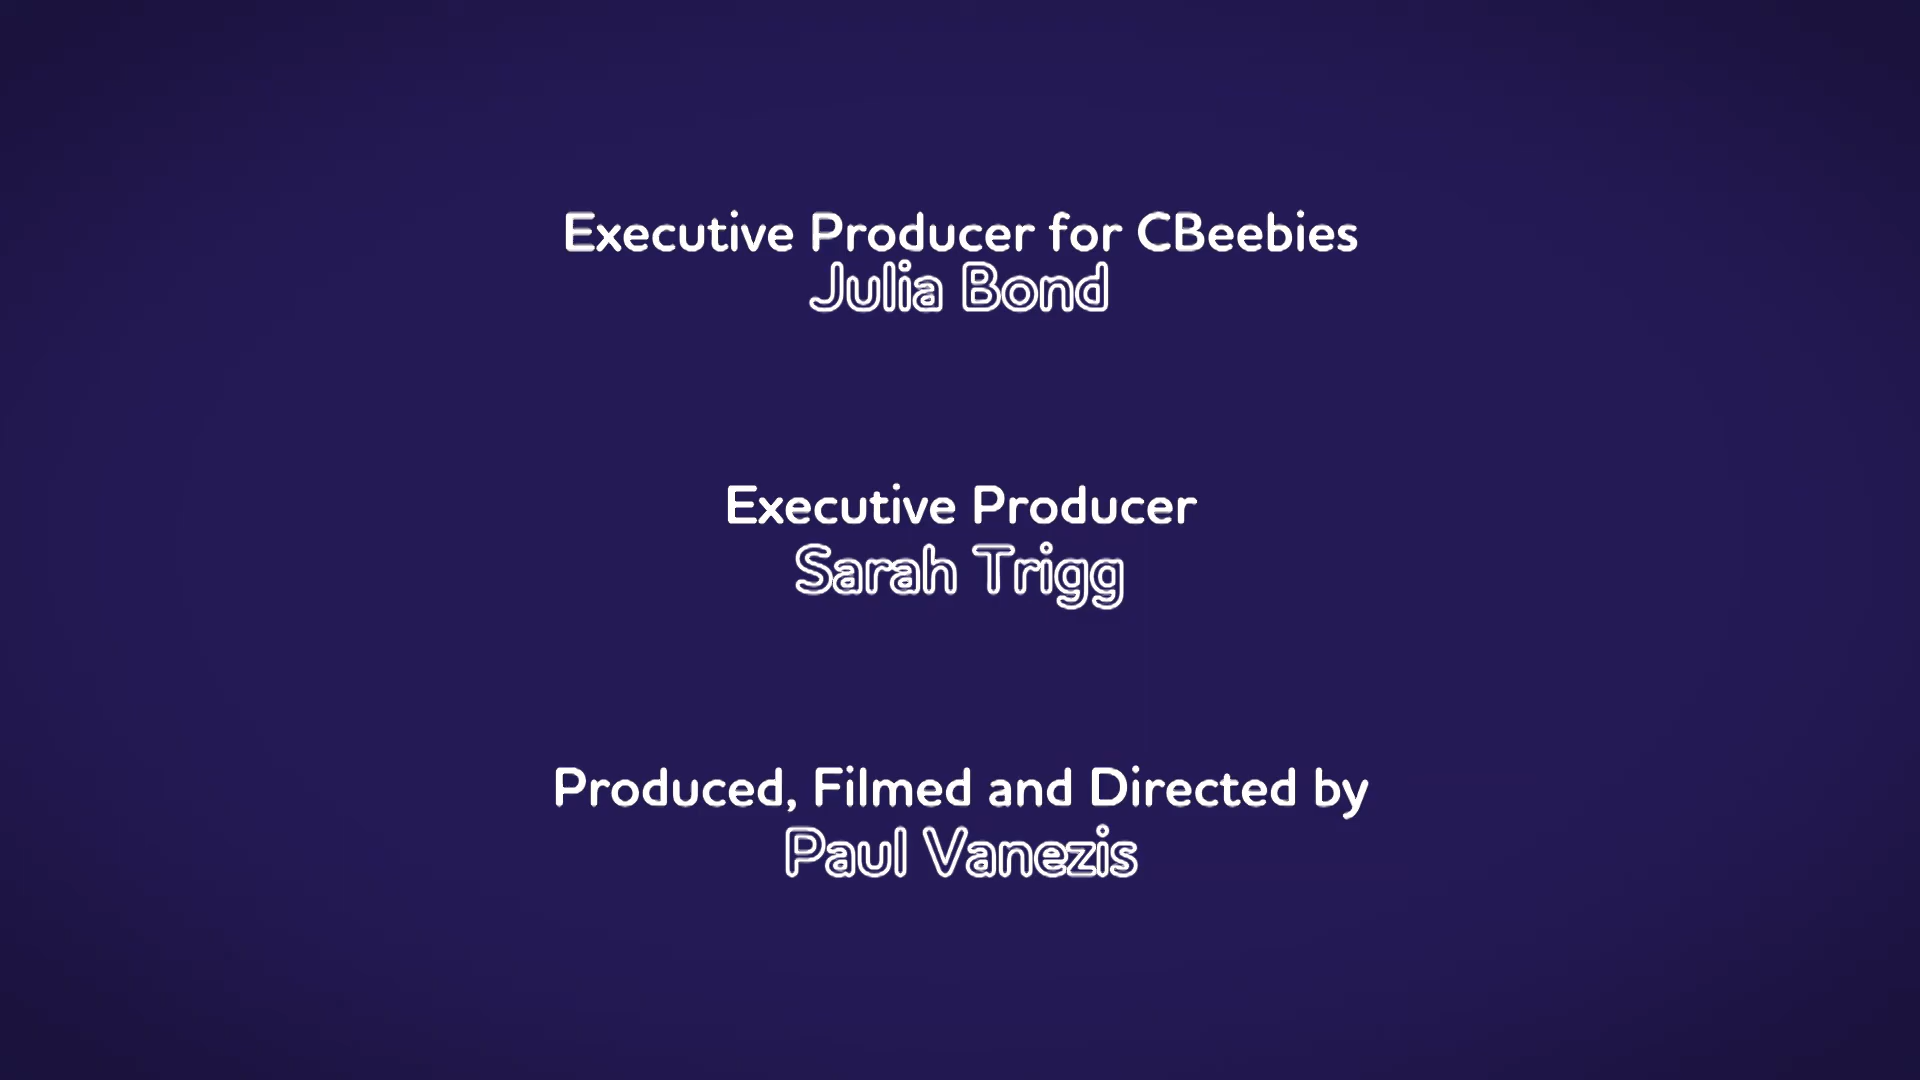 Executive Producer for CBeebies
Julia Bond
Executive Producer
Sarah Trigg
Produced, Filmed and Directed by
Paul Vanezis